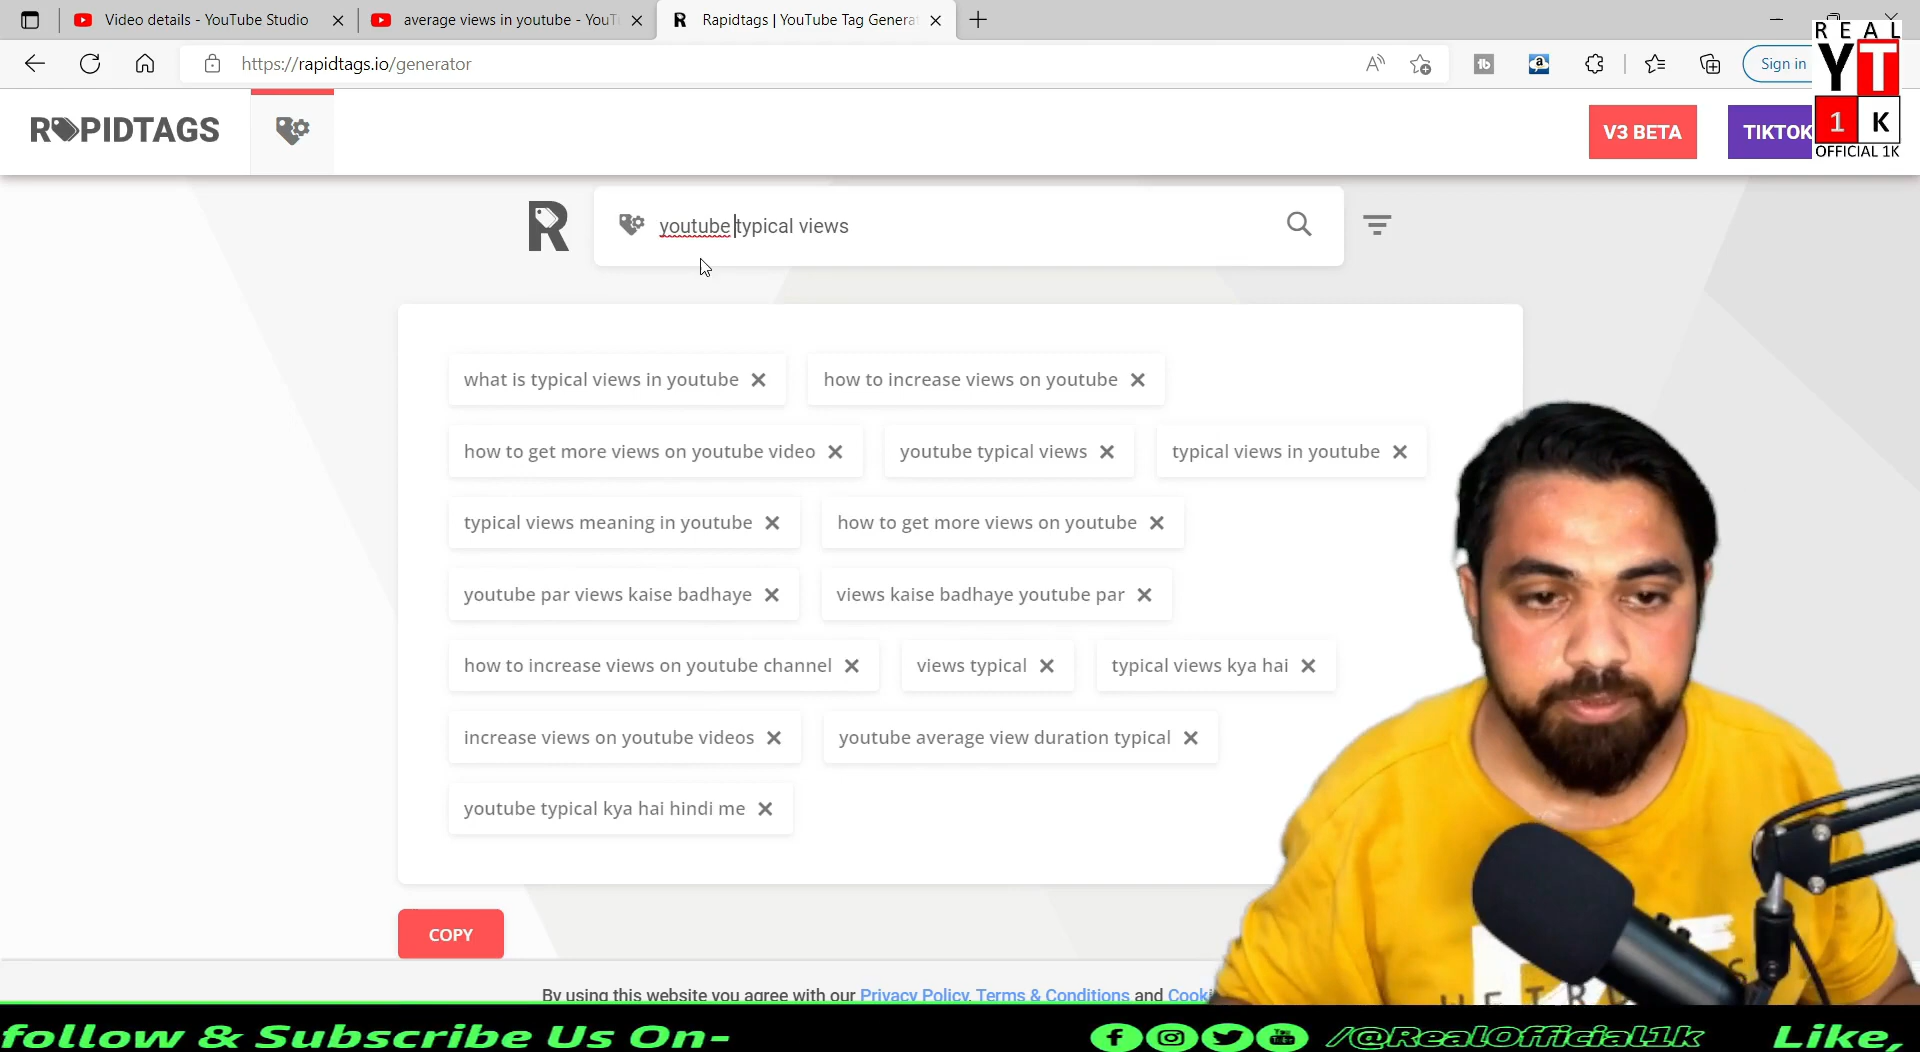 Video details - YouTube Studio
average views in youtube - YouT
Rapidtags | YouTube Tag Genera
https://rapidtags.io/generator
Sign in
REAL
YT
1 K
OFFICIAL 1K
RAPIDTAGS
V3 BETA
TIKTOK
youtube typical views
what is typical views in youtube
how to increase views on youtube
how to get more views on youtube video
youtube typical views
typical views in youtube
typical views meaning in youtube
how to get more views on youtube
youtube par views kaise badhaye
views kaise badhaye youtube par
how to increase views on youtube channel
views typical
typical views kya hai
increase views on youtube videos
youtube average view duration typical
youtube typical kya hai hindi me
COPY
By using this website you agree with our Privacy Policy, Terms & Conditions and Cooki
follow & Subscribe Us On-
/@RealOfficial1k
Like,